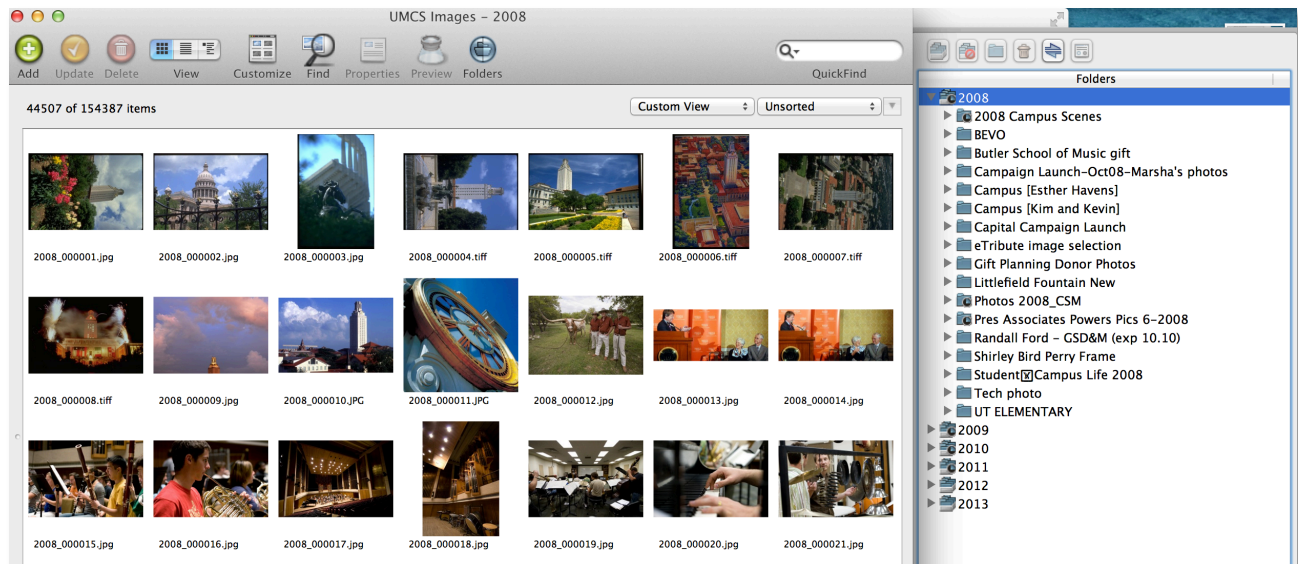 UMCS Images – 2008
Add Update Delete View Customize Find Properties Preview Folders QuickFind
44507 of 154387 items
Custom View Unsorted
2008_000001.jpg 2008_000002.jpg 2008_000003.jpg 2008_000004.tiff 2008_000005.tiff 2008_000006.tiff 2008_000007.tiff
2008_000008.tiff 2008_000009.jpg 2008_000010.JPG 2008_000011.JPG 2008_000012.jpg 2008_000013.jpg 2008_000014.jpg
2008_000015.jpg 2008_000016.jpg 2008_000017.jpg 2008_000018.jpg 2008_000019.jpg 2008_000020.jpg 2008_000021.jpg
Folders
2008
2008 Campus Scenes
BEVO
Butler School of Music gift
Campaign Launch-Oct08-Marsha's photos
Campus [Esther Havens]
Campus [Kim and Kevin]
Capital Campaign Launch
eTribute image selection
Gift Planning Donor Photos
Littlefield Fountain New
Photos 2008_CSM
Pres Associates Powers Pics 6-2008
Randall Ford - GSD&M (exp 10.10)
Shirley Bird Perry Frame
Student Campus Life 2008
Tech photo
UT ELEMENTARY
2009
2010
2011
2012
2013